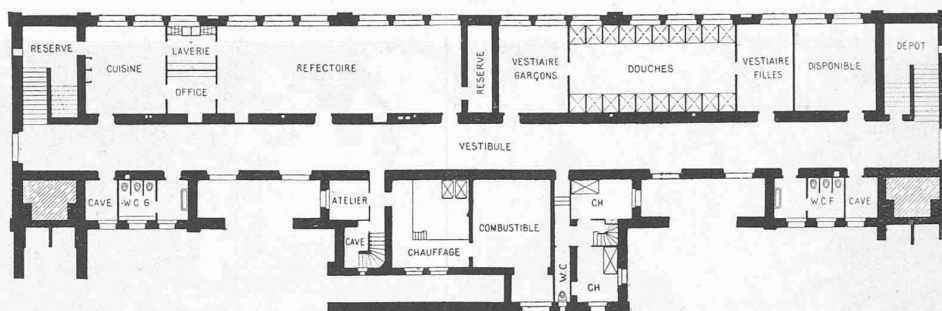 RESERVE
CUISINE
LAVERIE
OFFICE
REFECTOIRE
RESERVE
VESTIAIRE
GARÇONS
DOUCHES
VESTIAIRE
FILLES
DISPONIBLE
DÉPOT
VESTIBULE
CAVE
W.C G
ATELIER
CAVE
CHAUFFAGE
COMBUSTIBLE
W.C
CH
CH
W.C F
CAVE